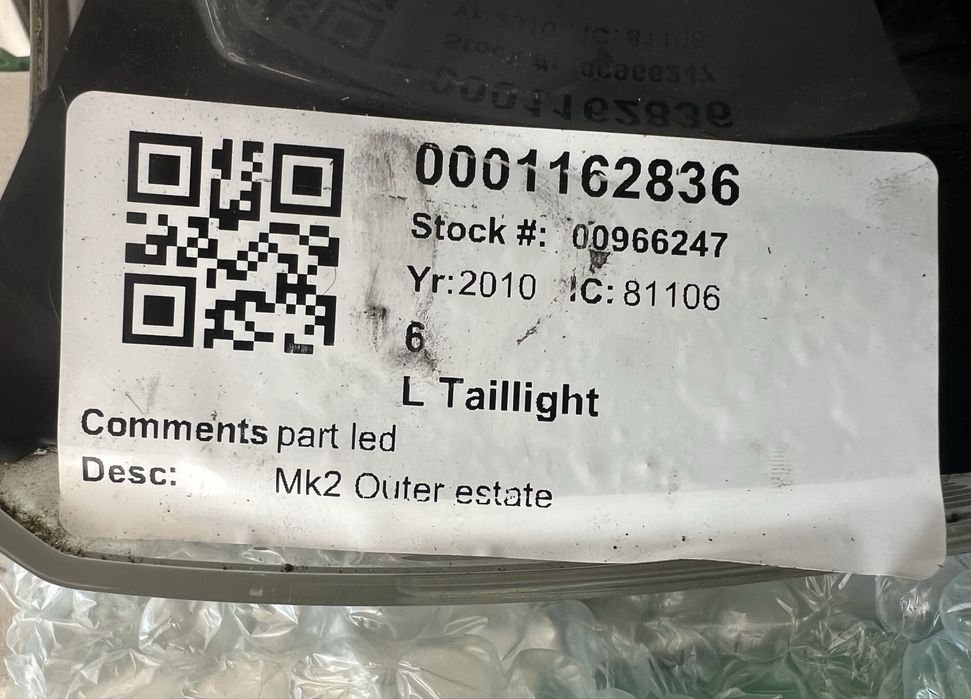 0001162836
Stock #: 00966247
Yr:2010 IC: 81106
6
L Taillight
Comments part led
Desc: Mk2 Outer estate